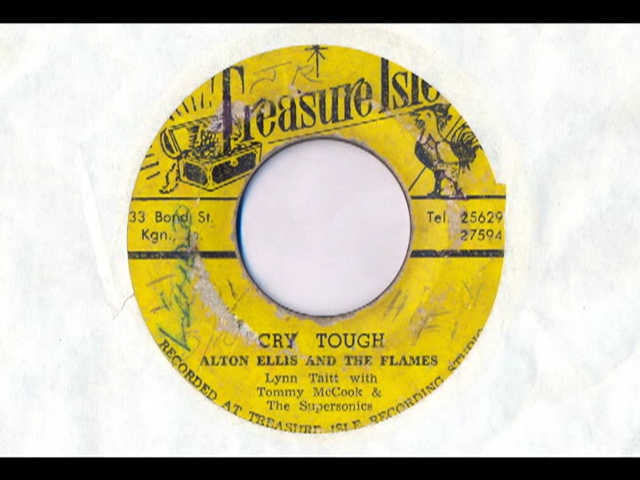 Treasure Isle
33 Bond St.
Kgn.
Tel. 25629
27594
CRY TOUGH
ALTON ELLIS AND THE FLAMES
Lynn Taitt with
Tommy McCook &
The Supersonics
RECORDED AT TREASURE ISLE RECORDING STUDIO